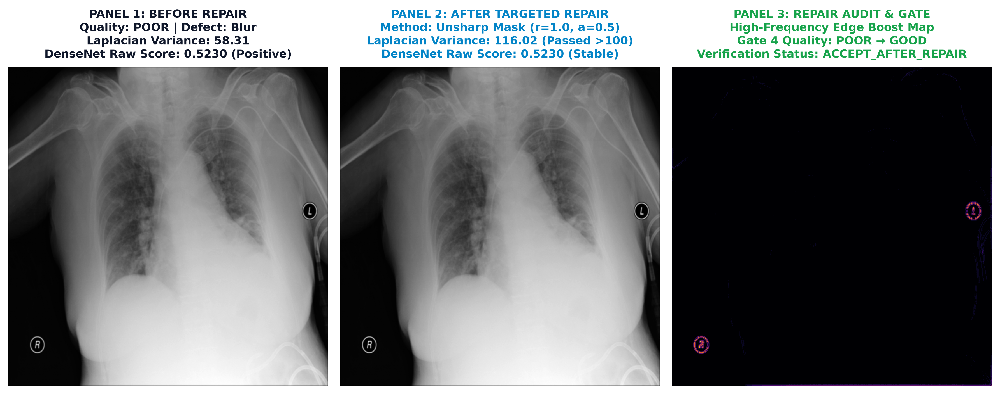 PANEL 1: BEFORE REPAIR
Quality: POOR | Defect: Blur
Laplacian Variance: 58.31
DenseNet Raw Score: 0.5230 (Positive)
PANEL 2: AFTER TARGETED REPAIR
Method: Unsharp Mask (r=1.0, a=0.5)
Laplacian Variance: 116.02 (Passed >100)
DenseNet Raw Score: 0.5230 (Stable)
PANEL 3: REPAIR AUDIT & GATE
High-Frequency Edge Boost Map
Gate 4 Quality: POOR → GOOD
Verification Status: ACCEPT_AFTER_REPAIR
L
R
L
R
L
R